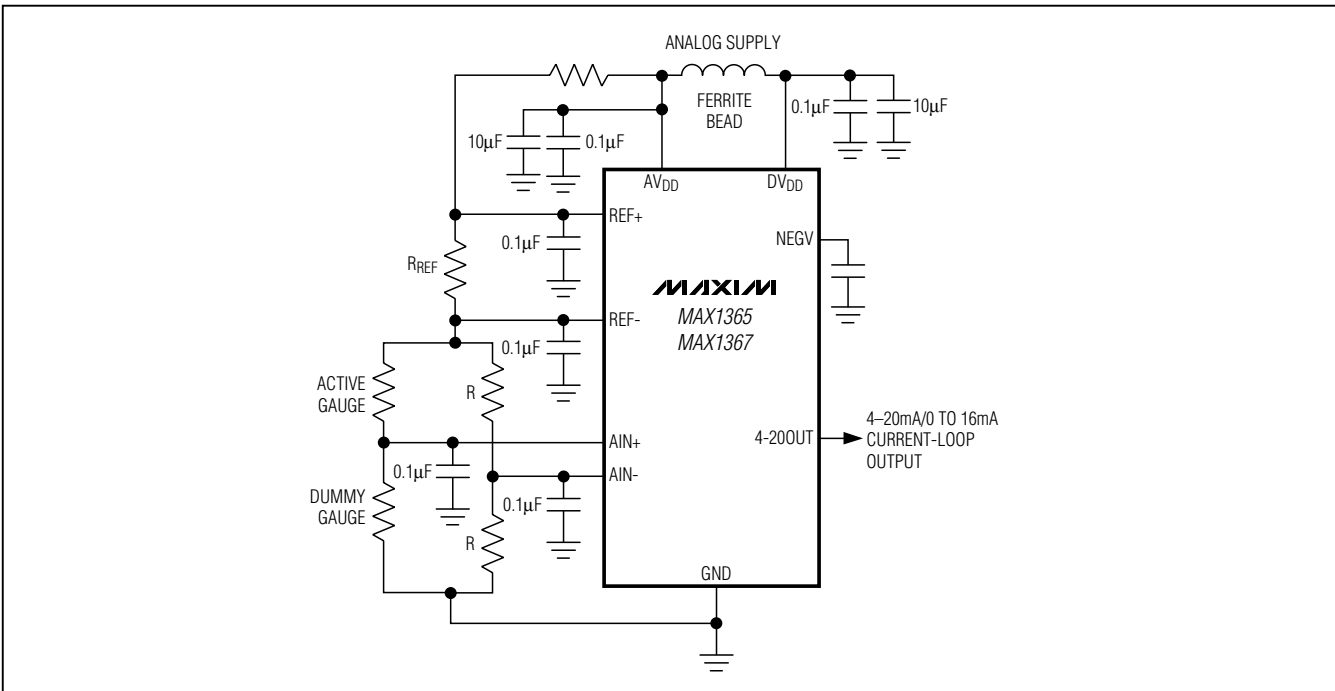 ANALOG SUPPLY
FERRITE
BEAD
0.1µF
10µF
10µF
0.1µF
AVDD
DVDD
REF+
0.1µF
NEGV
RREF
MAXIM
MAX1365
MAX1367
REF-
0.1µF
ACTIVE
GAUGE
R
4–20mA/0 TO 16mA
CURRENT-LOOP
OUTPUT
4-20OUT
AIN+
0.1µF
AIN-
DUMMY
GAUGE
0.1µF
R
GND